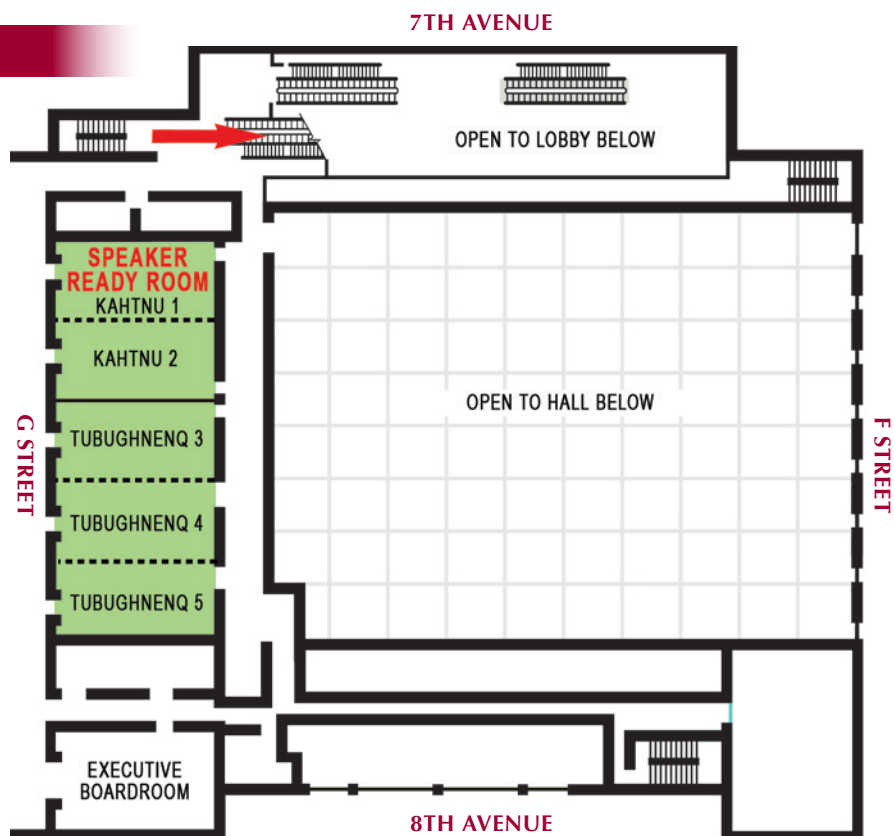 7TH AVENUE
OPEN TO LOBBY BELOW
SPEAKER
READY ROOM
KAHTNU 1
KAHTNU 2
OPEN TO HALL BELOW
G STREET
F STREET
TUBUGHNENQ 3
TUBUGHNENQ 4
TUBUGHNENQ 5
EXECUTIVE
BOARDROOM
8TH AVENUE